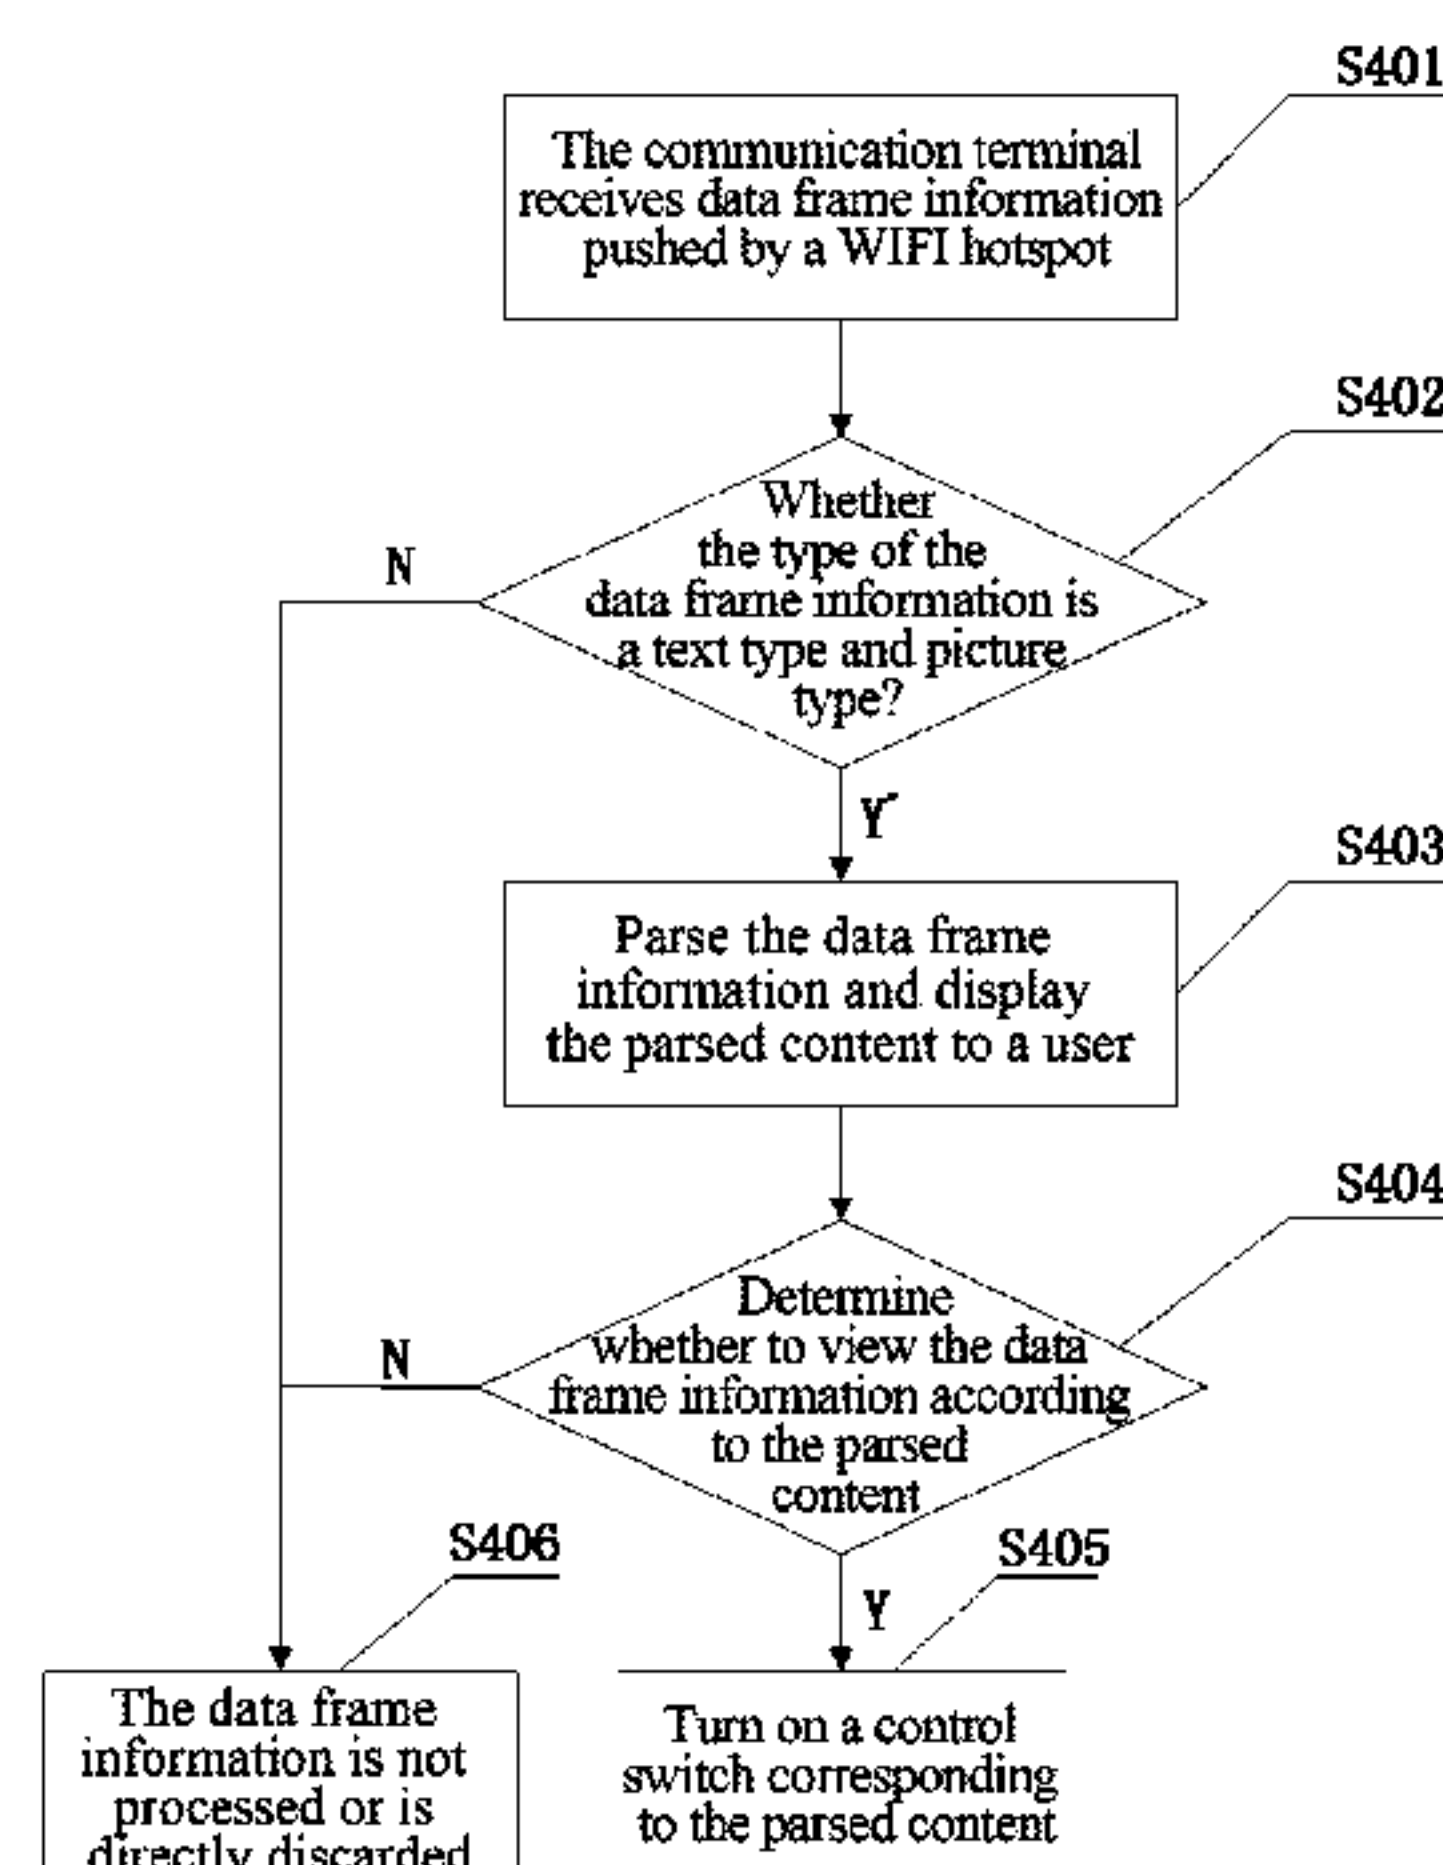 S401
The communication terminal
receives data frame information
pushed by a WIFI hotspot
S402
Whether
the type of the
data frame information is
a text type and picture
type?
N
Y
S403
Parse the data frame
information and display
the parsed content to a user
S404
Determine
whether to view the data
frame information according
to the parsed
content
N
S406
S405
Y
The data frame
information is not
processed or is
directly discarded
Turn on a control
switch corresponding
to the parsed content